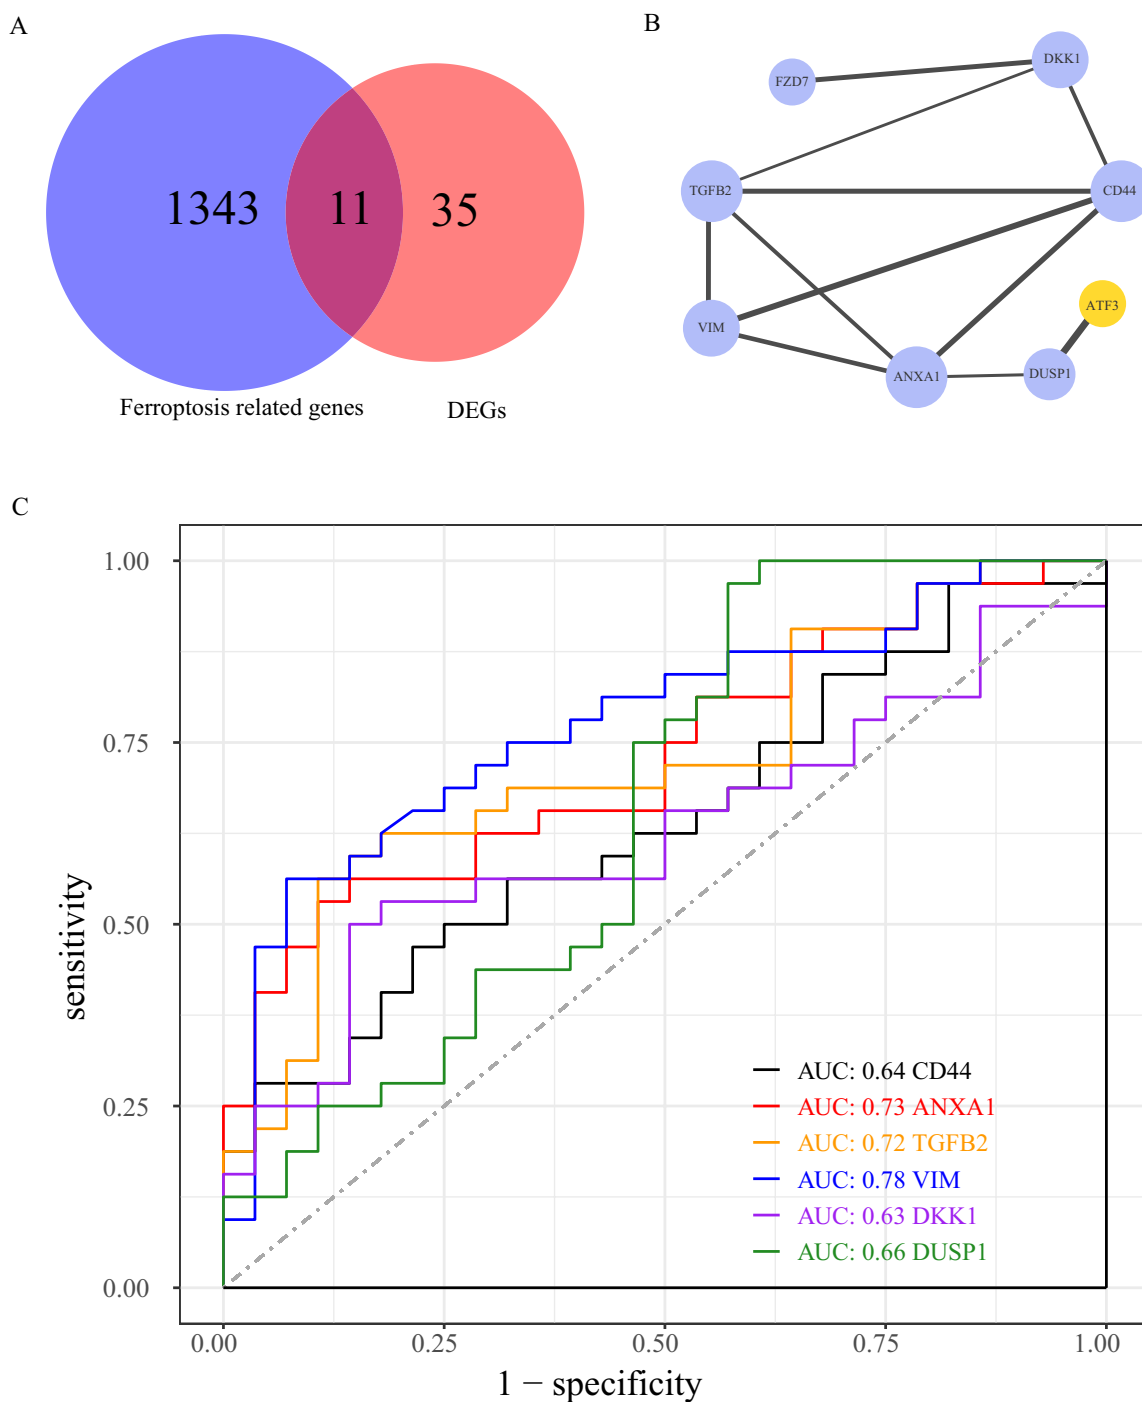 A
B
1343
11
35
Ferroptosis related genes
DEGs
FZD7
DKK1
TGFB2
CD44
ATF3
VIM
ANXA1
DUSP1
C
1.00
0.75
0.50
0.25
0.00
sensitivity
AUC: 0.64 CD44
AUC: 0.73 ANXA1
AUC: 0.72 TGFB2
AUC: 0.78 VIM
AUC: 0.63 DKK1
AUC: 0.66 DUSP1
0.00 0.25 0.50 0.75 1.00
1 − specificity